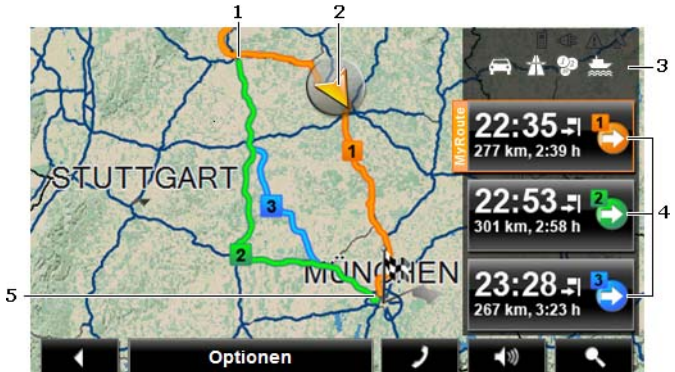 1
2
3
MyRoute
22:35
1
277 km, 2:39 h
1
STUTTGART
22:53
2
301 km, 2:58 h
4
3
2
MÜNCHEN
23:28
3
267 km, 3:23 h
5
Optionen